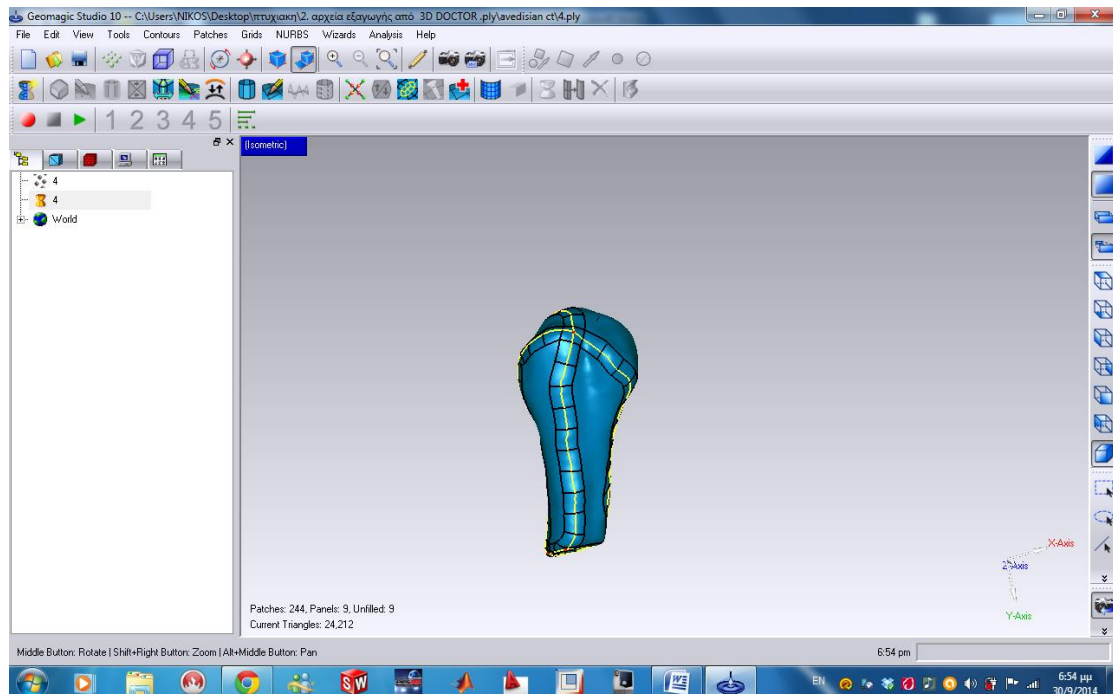 Geomagic Studio 10 -- C:\Users\NIKOS\Desktop\πτυχιακη\2. αρχεία εξαγωγής από  3D DOCTOR .ply\avedisian ct\4.ply
File Edit View Tools Contours Patches Grids NURBS Wizards Analysis Help
1 2 3 4 5
(Isometric)
4
4
World
X-Axis
Z-Axis
Y-Axis
Patches: 244, Panels: 9, Unfilled: 9
Current Triangles: 24,212
Middle Button: Rotate | Shift+Right Button: Zoom | Alt+Middle Button: Pan
6:54 pm
SW
W
EN
6:54 μμ
30/9/2014